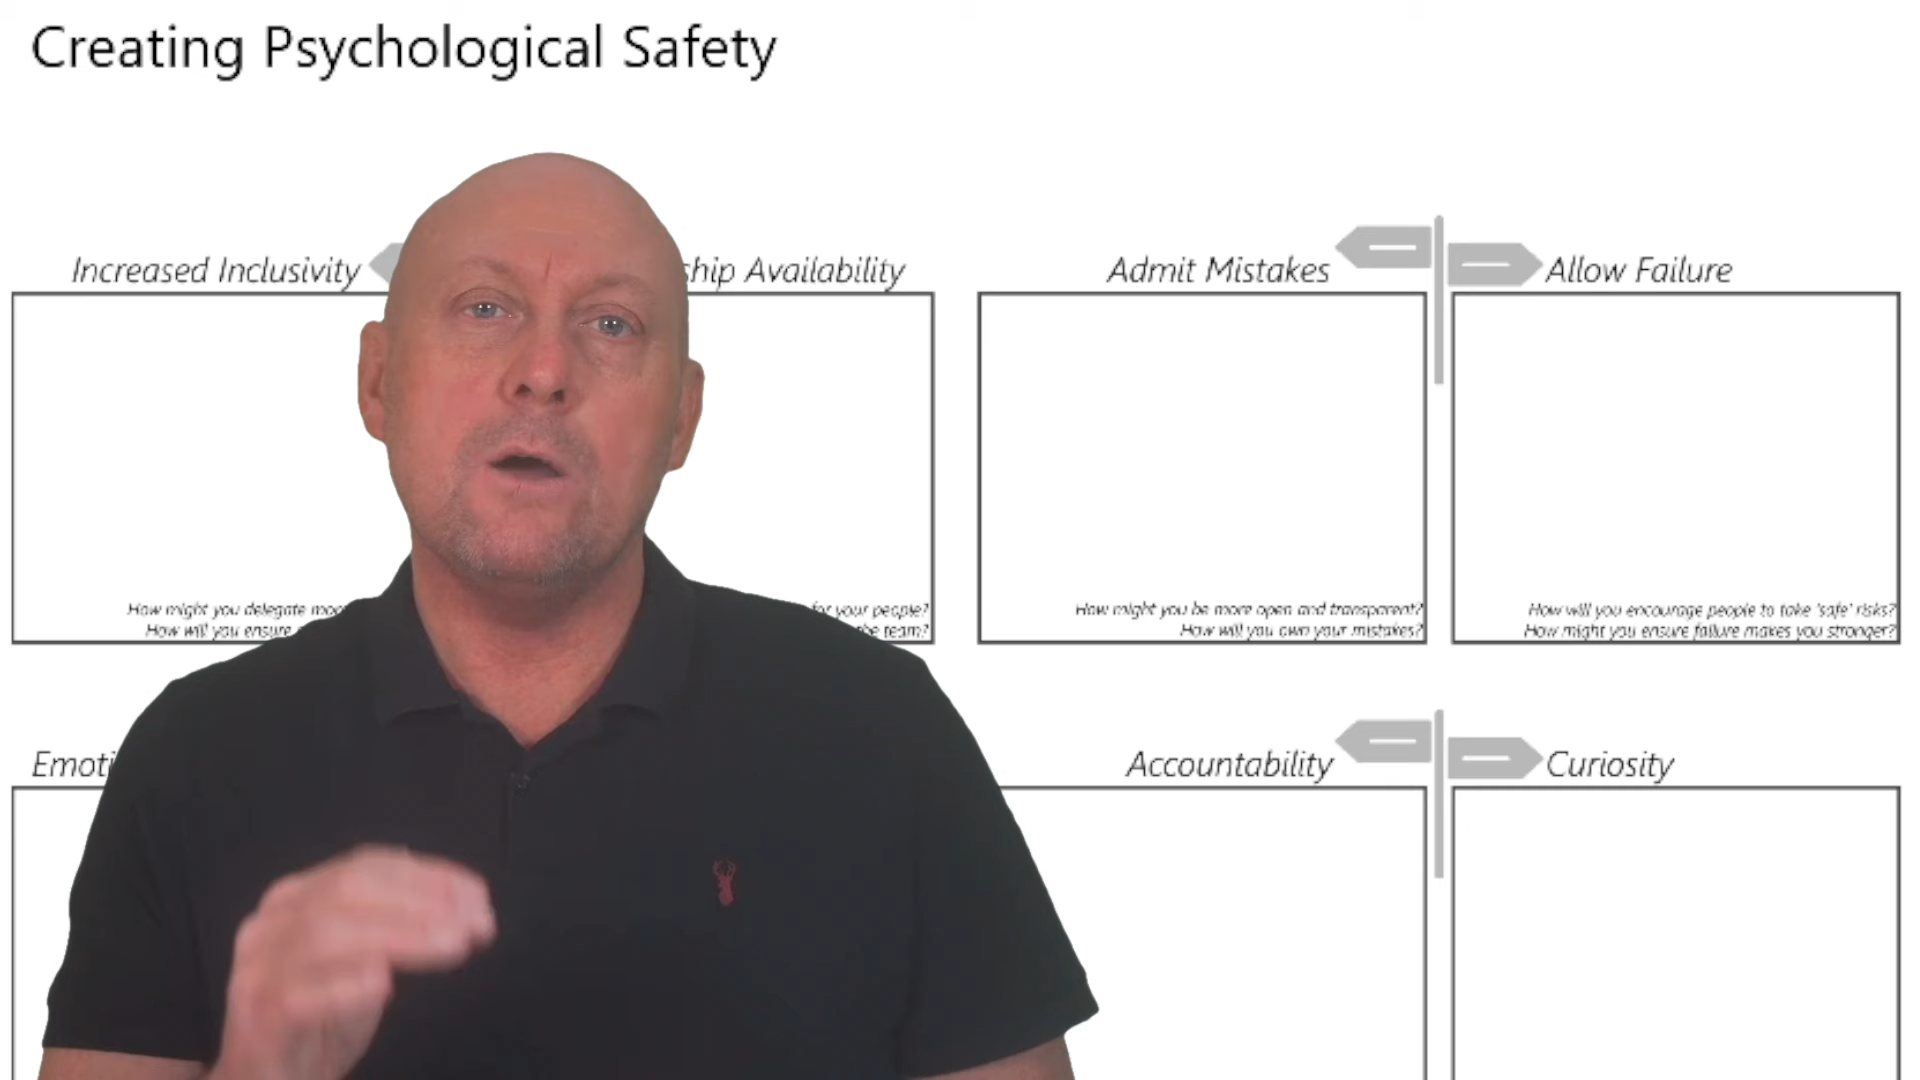 Creating Psychological Safety
Increased Inclusivity
ship Availability
Admit Mistakes
Allow Failure
How might you delegate
How will you ensure
for your people?
the team?
How might you be more open and transparent?
How will you own your mistakes?
How will you encourage people to take 'safe' risks?
How might you ensure failure makes you stronger?
Emoti
Accountability
Curiosity